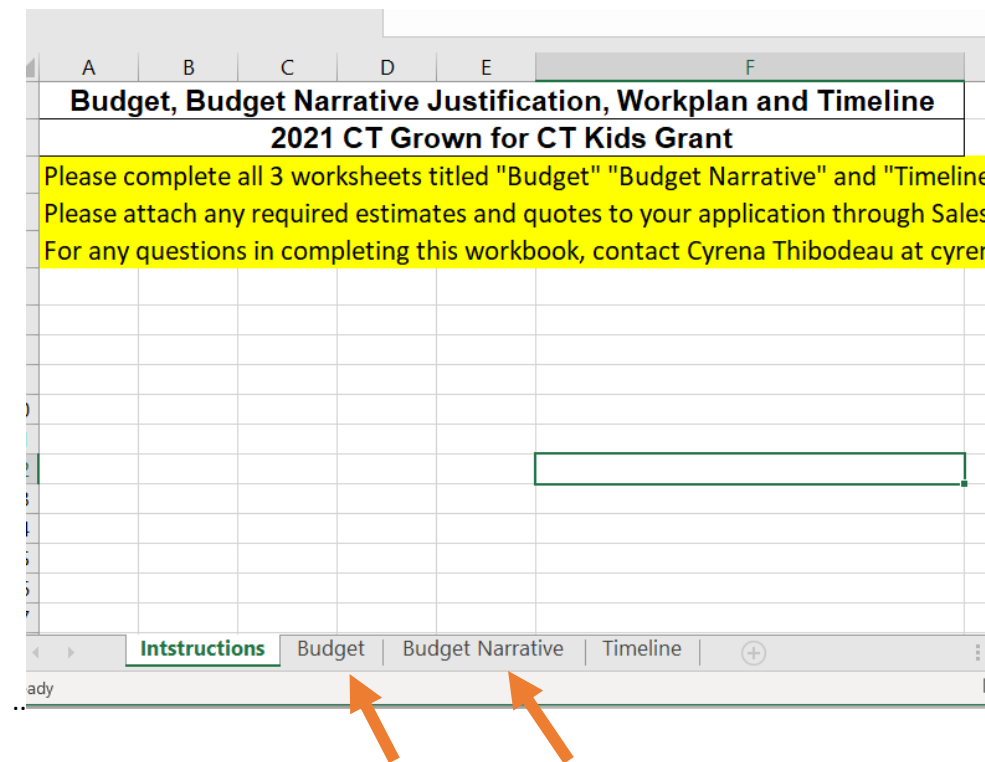 A B C D E F
Budget, Budget Narrative Justification, Workplan and Timeline
2021 CT Grown for CT Kids Grant
Please complete all 3 worksheets titled "Budget" "Budget Narrative" and "Timeline
Please attach any required estimates and quotes to your application through Sales
For any questions in completing this workbook, contact Cyrena Thibodeau at cyrer
Intstructions Budget Budget Narrative Timeline
ady
..